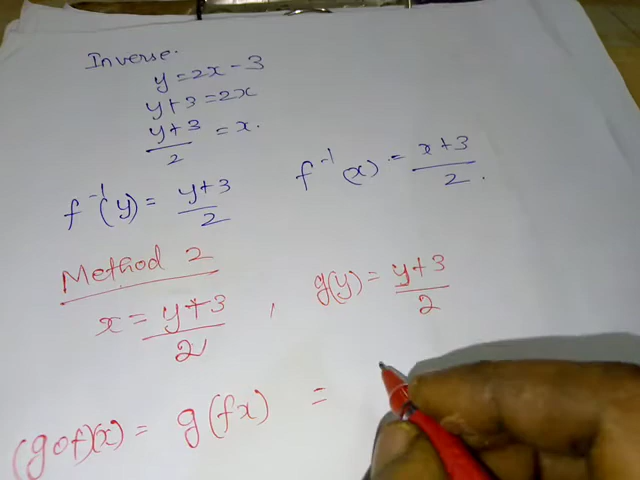 Inverse.
y = 2x - 3
y + 3 = 2x
y + 3 / 2 = x.
f⁻¹(y) = y + 3 / 2
f⁻¹(x) = x + 3 / 2.
Method 2
x = y + 3 / 2 , g(y) = y + 3 / 2
(gof)(x) = g(fx) =